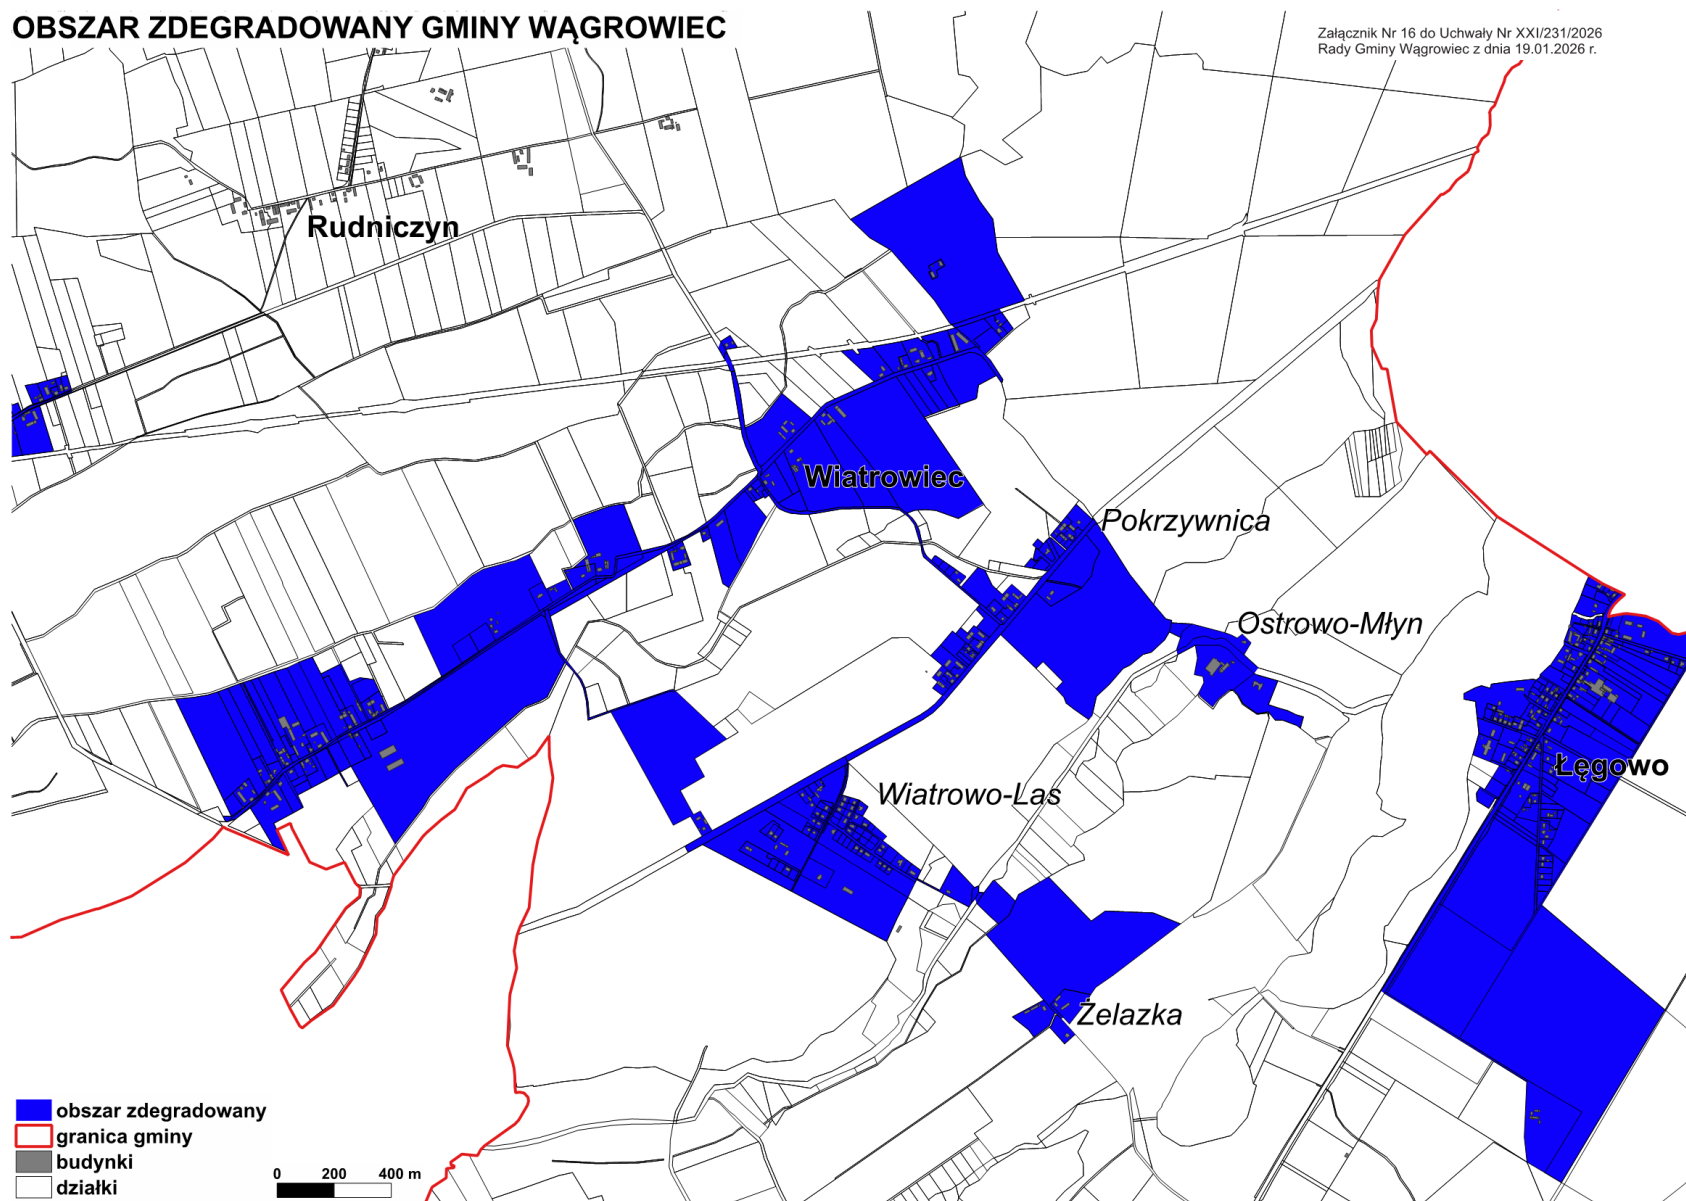 OBSZAR ZDEGRADOWANY GMINY WĄGROWIEC
Załącznik Nr 16 do Uchwały Nr XXI/231/2026
Rady Gminy Wągrowiec z dnia 19.01.2026 r.
Rudniczyn
Wiatrowiec
Pokrzywnica
Ostrowo-Młyn
Łęgowo
Wiatrowo-Las
Żelazka
obszar zdegradowany
granica gminy
budynki
działki
0 200 400 m